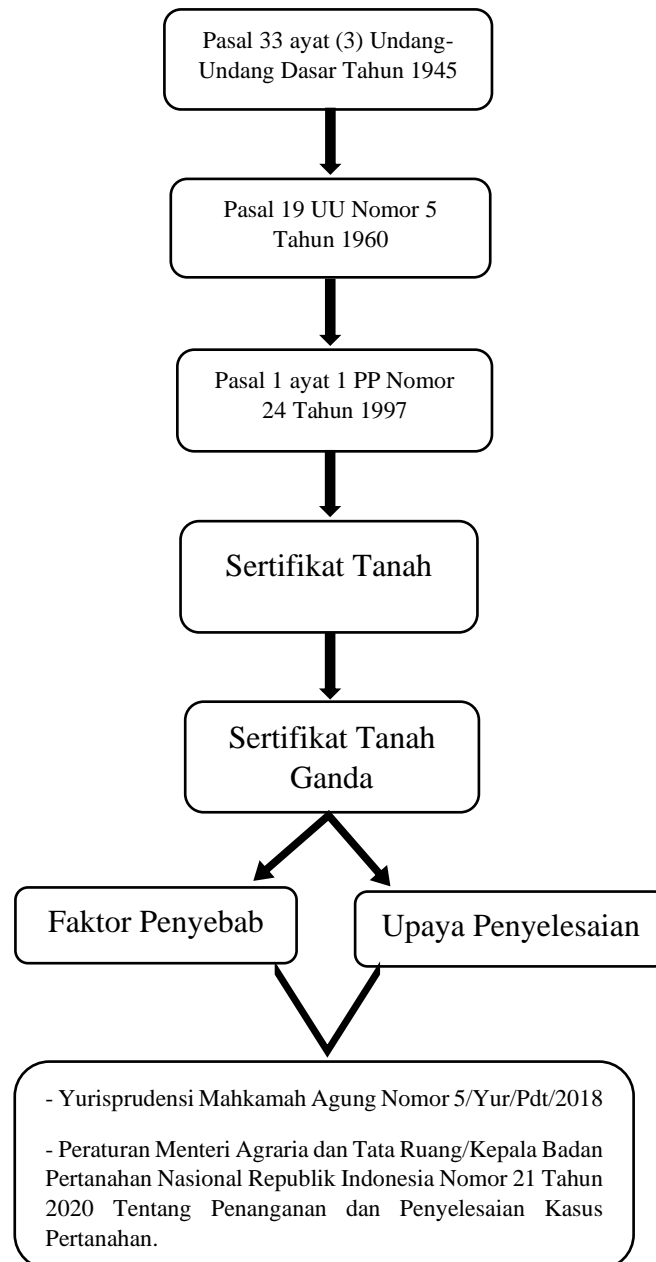 Pasal 33 ayat (3) Undang-
Undang Dasar Tahun 1945
Pasal 19 UU Nomor 5
Tahun 1960
Pasal 1 ayat 1 PP Nomor
24 Tahun 1997
Sertifikat Tanah
Sertifikat Tanah
Ganda
Faktor Penyebab
Upaya Penyelesaian
- Yurisprudensi Mahkamah Agung Nomor 5/Yur/Pdt/2018
- Peraturan Menteri Agraria dan Tata Ruang/Kepala Badan
Pertanahan Nasional Republik Indonesia Nomor 21 Tahun
2020 Tentang Penanganan dan Penyelesaian Kasus
Pertanahan.